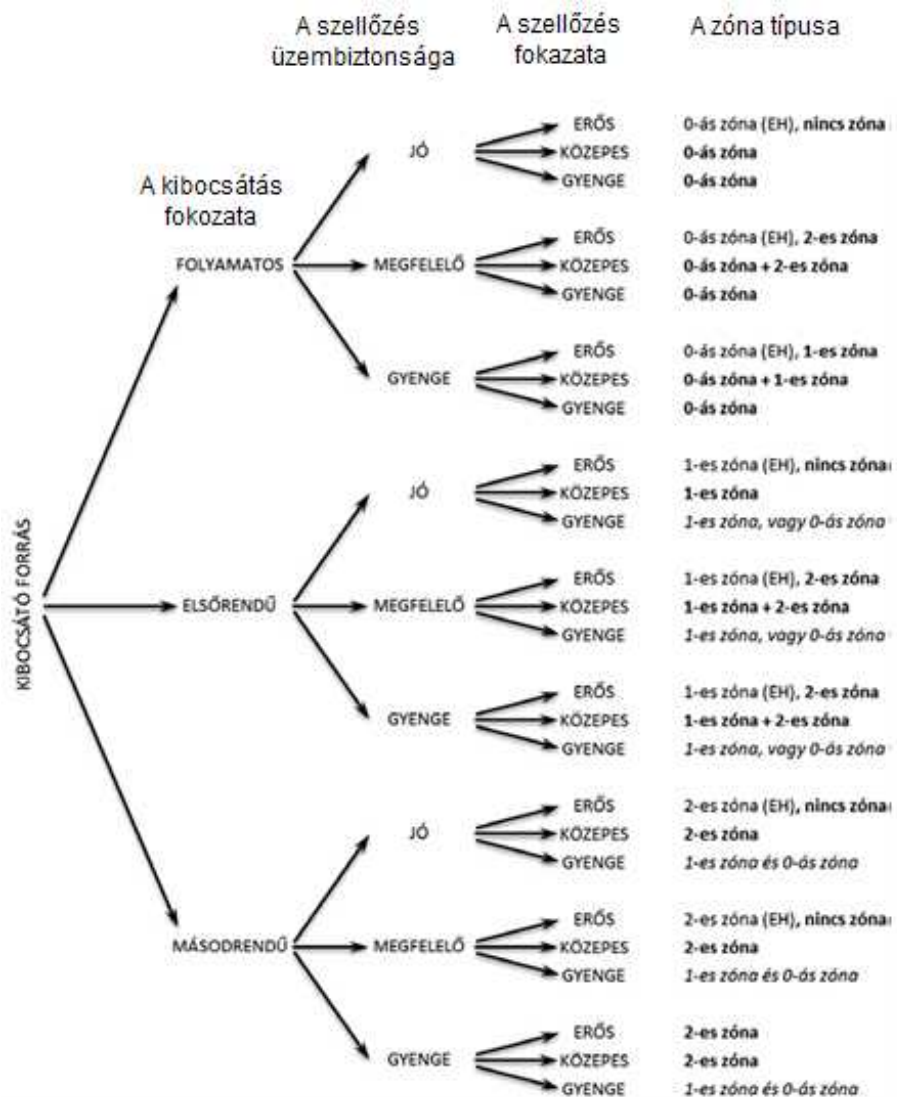 A szellőzés üzembiztonsága
A szellőzés fokazata
A zóna típusa
A kibocsátás fokozata
KIBOCSÁTÓ FORRÁS
FOLYAMATOS
JÓ
ERŐS 0-ás zóna (EH), nincs zóna
KÖZEPES 0-ás zóna
GYENGE 0-ás zóna
MEGFELELŐ
ERŐS 0-ás zóna (EH), 2-es zóna
KÖZEPES 0-ás zóna + 2-es zóna
GYENGE 0-ás zóna
GYENGE
ERŐS 0-ás zóna (EH), 1-es zóna
KÖZEPES 0-ás zóna + 1-es zóna
GYENGE 0-ás zóna
ELSŐRENDŰ
JÓ
ERŐS 1-es zóna (EH), nincs zóna
KÖZEPES 1-es zóna
GYENGE 1-es zóna, vagy 0-ás zóna
MEGFELELŐ
ERŐS 1-es zóna (EH), 2-es zóna
KÖZEPES 1-es zóna + 2-es zóna
GYENGE 1-es zóna, vagy 0-ás zóna
GYENGE
ERŐS 1-es zóna (EH), 2-es zóna
KÖZEPES 1-es zóna + 2-es zóna
GYENGE 1-es zóna, vagy 0-ás zóna
MÁSODRENDŰ
JÓ
ERŐS 2-es zóna (EH), nincs zóna
KÖZEPES 2-es zóna
GYENGE 1-es zóna és 0-ás zóna
MEGFELELŐ
ERŐS 2-es zóna (EH), nincs zóna
KÖZEPES 2-es zóna
GYENGE 1-es zóna és 0-ás zóna
GYENGE
ERŐS 2-es zóna
KÖZEPES 2-es zóna
GYENGE 1-es zóna és 0-ás zóna